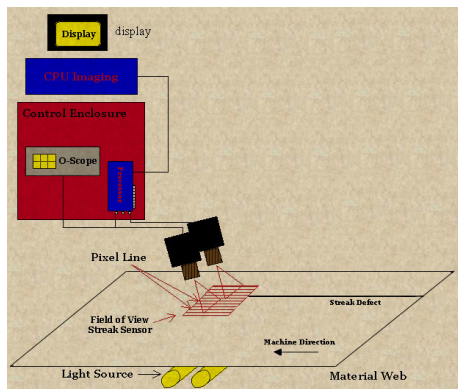 Display
display
CPU Imaging
Control Enclosure
O-Scope
Processor
Pixel Line
Field of View
Streak Sensor
Streak Defect
Machine Direction
Light Source
Material Web